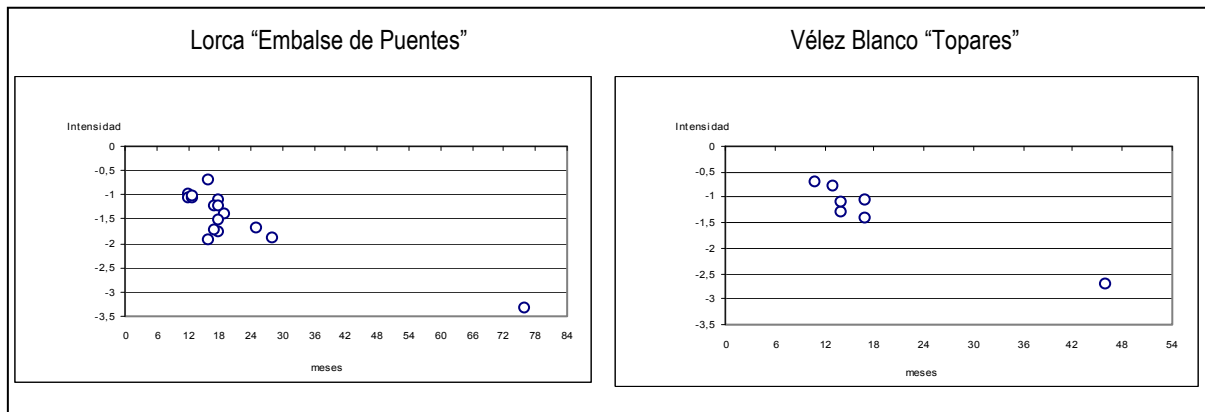 Lorca “Embalse de Puentes”
Intensidad
0
-0,5
-1
-1,5
-2
-2,5
-3
-3,5
0 6 12 18 24 30 36 42 48 54 60 66 72 78 84
meses
Vélez Blanco “Topares”
Intensidad
0
-0,5
-1
-1,5
-2
-2,5
-3
-3,5
0 6 12 18 24 30 36 42 48 54
meses